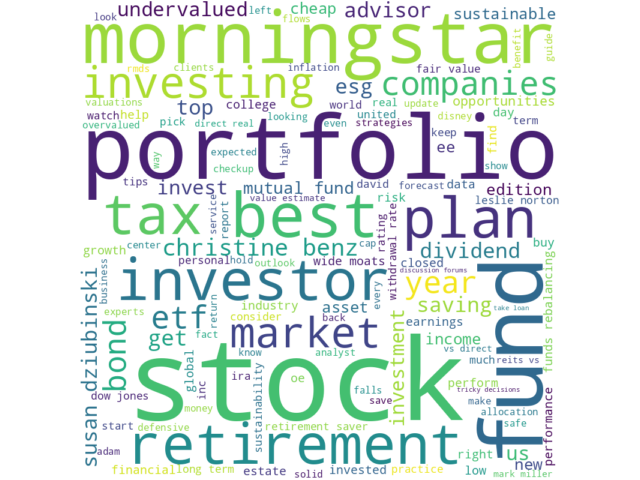 look
undervalued
left
cheap
advisor
sustainable
flows
morningstar
benefit
guide
rmds
clients
inflation
fair value
investing
esg
companies
valuations
watch
help
top
college
world
real
update
opportunities
overvalued
pick
direct real
looking
united
strategies
disney
day
term
portfolio
way
expected
checkup
high
even
keep
ee
find
show
tips
invest
mutual fund
david
forecast
data
edition
value estimate
risk
leslie norton
tax
best
plan
service
report
withdrawal rate
rating
growth
center
christine benz
cap
dividend
closed
buy
personal
hold
outlook
wide moats
discussion forums
funds rebalancing
susan dziubinski
business
investor
every
year
fund
take loan
experts
return
industry
asset
saving
etf
fact
consider
back
earnings
bond
get
market
investment
income
vs direct
know
analyst
much
reits vs
global
sustainability
oe
falls
perform
tricky decisions
dow jones
inc
ira
save
make
money
stock
allocation
start
defensive
retirement saver
safe
adam
retirement
right
us
performance
financial
long term
estate
solid
invested
practice
low
new
mark miller